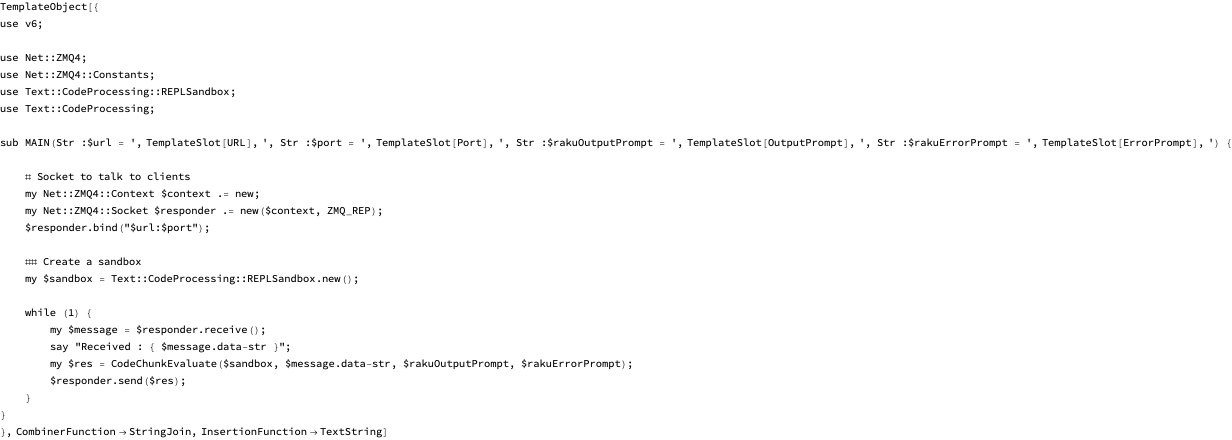 TemplateObject[{
use v6;
use Net::ZMQ4;
use Net::ZMQ4::Constants;
use Text::CodeProcessing::REPLSandbox;
use Text::CodeProcessing;
sub MAIN(Str :$url = ', TemplateSlot[URL], ', Str :$port = ', TemplateSlot[Port], ', Str :$rakuOutputPrompt = ', TemplateSlot[OutputPrompt], ', Str :$rakuErrorPrompt = ', TemplateSlot[ErrorPrompt], ') {
# Socket to talk to clients
my Net::ZMQ4::Context $context .= new;
my Net::ZMQ4::Socket $responder .= new($context, ZMQ_REP);
$responder.bind("$url:$port");
## Create a sandbox
my $sandbox = Text::CodeProcessing::REPLSandbox.new();
while (1) {
my $message = $responder.receive();
say "Received : { $message.data-str }";
my $res = CodeChunkEvaluate($sandbox, $message.data-str, $rakuOutputPrompt, $rakuErrorPrompt);
$responder.send($res);
}
}
}, CombinerFunction → StringJoin, InsertionFunction → TextString]